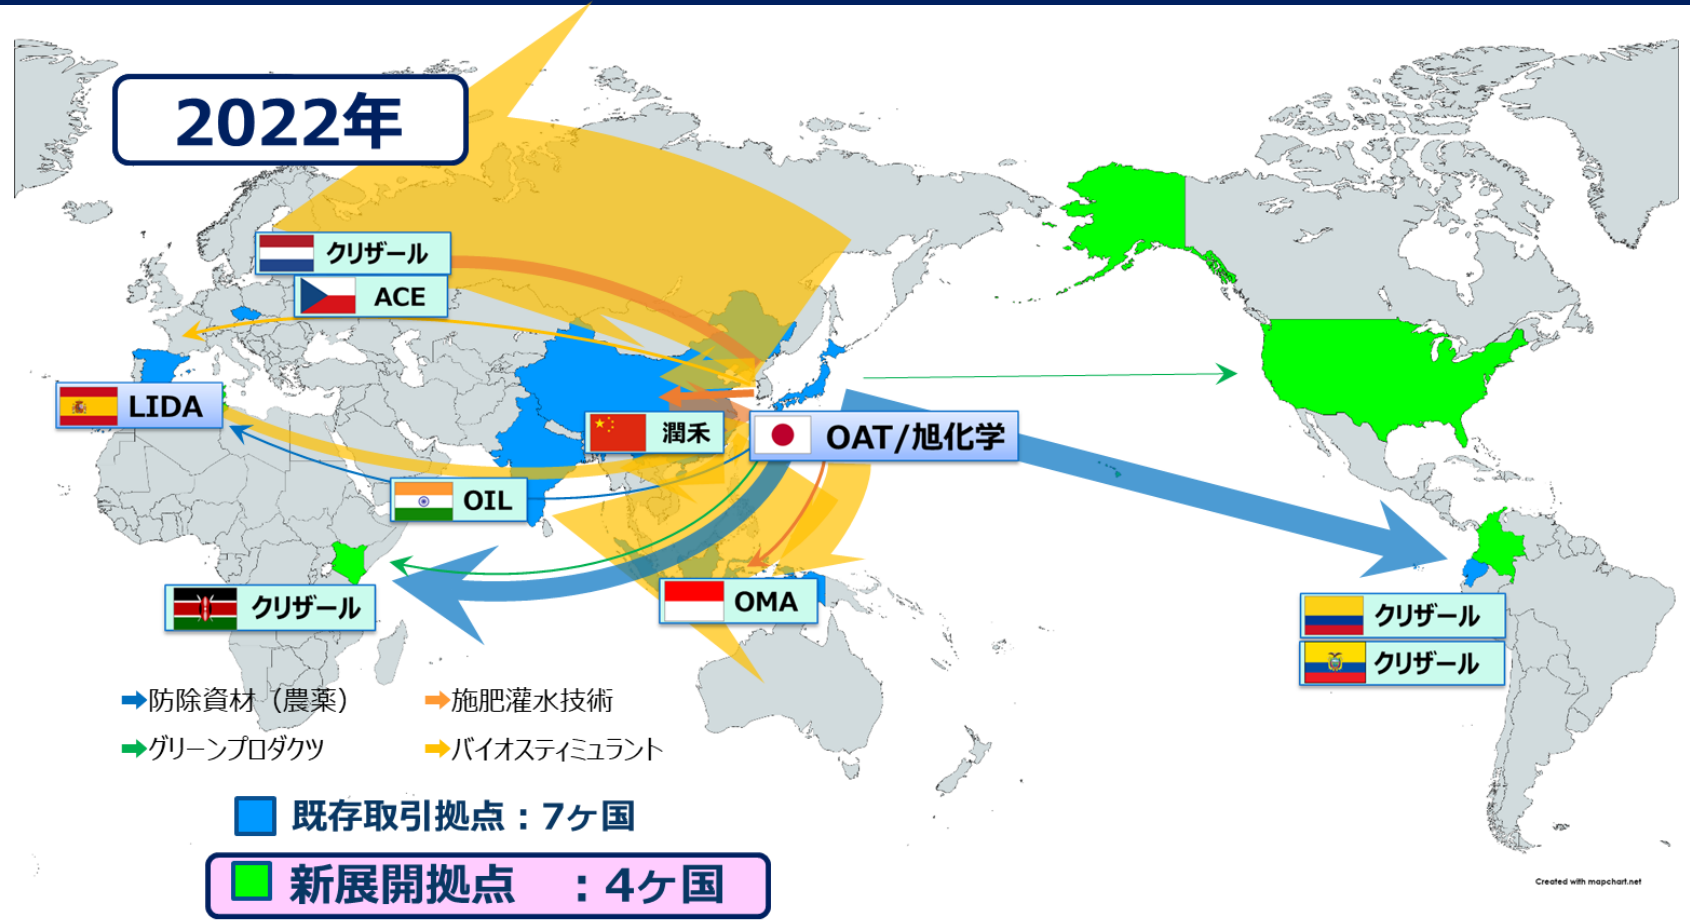 2022年
クリザール
ACE
LIDA
潤禾
OAT/旭化学
OIL
クリザール
OMA
クリザール
クリザール
防除資材（農薬）
施肥灌水技術
グリーンプロダクツ
バイオスティミュラント
既存取引拠点：7ヶ国
新展開拠点　：4ヶ国
Created with mapchart.net